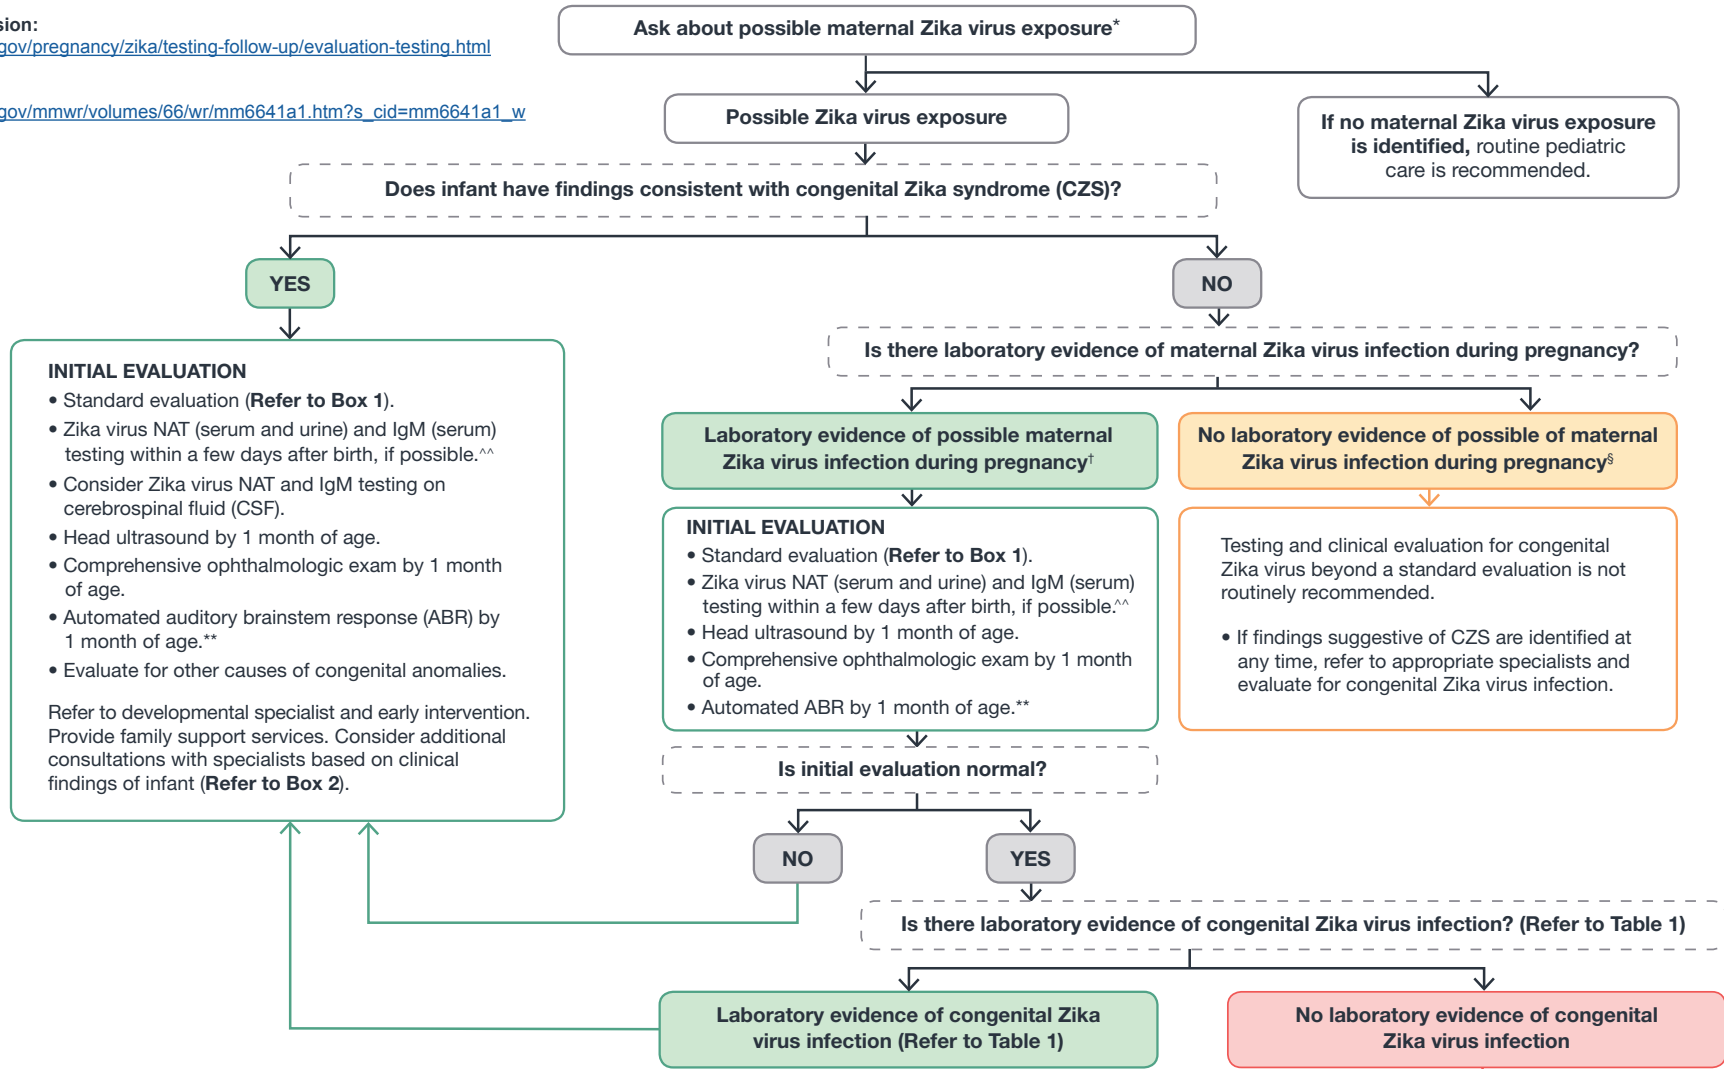 sion:
gov/pregnancy/zika/testing-follow-up/evaluation-testing.html
gov/mmwr/volumes/66/wr/mm6641a1.htm?s_cid=mm6641a1_w
Ask about possible maternal Zika virus exposure*
Possible Zika virus exposure
If no maternal Zika virus exposure
is identified, routine pediatric
care is recommended.
Does infant have findings consistent with congenital Zika syndrome (CZS)?
YES
NO
INITIAL EVALUATION
• Standard evaluation (Refer to Box 1).
• Zika virus NAT (serum and urine) and IgM (serum)
testing within a few days after birth, if possible.^^
• Consider Zika virus NAT and IgM testing on
cerebrospinal fluid (CSF).
• Head ultrasound by 1 month of age.
• Comprehensive ophthalmologic exam by 1 month
of age.
• Automated auditory brainstem response (ABR) by
1 month of age.**
• Evaluate for other causes of congenital anomalies.
Refer to developmental specialist and early intervention.
Provide family support services. Consider additional
consultations with specialists based on clinical
findings of infant (Refer to Box 2).
Is there laboratory evidence of maternal Zika virus infection during pregnancy?
Laboratory evidence of possible maternal
Zika virus infection during pregnancy†
No laboratory evidence of possible of maternal
Zika virus infection during pregnancy§
INITIAL EVALUATION
• Standard evaluation (Refer to Box 1).
• Zika virus NAT (serum and urine) and IgM (serum)
testing within a few days after birth, if possible.^^
• Head ultrasound by 1 month of age.
• Comprehensive ophthalmologic exam by 1 month
of age.
• Automated ABR by 1 month of age.**
Testing and clinical evaluation for congenital
Zika virus beyond a standard evaluation is not
routinely recommended.
• If findings suggestive of CZS are identified at
any time, refer to appropriate specialists and
evaluate for congenital Zika virus infection.
Is initial evaluation normal?
NO
YES
Is there laboratory evidence of congenital Zika virus infection? (Refer to Table 1)
Laboratory evidence of congenital Zika
virus infection (Refer to Table 1)
No laboratory evidence of congenital
Zika virus infection